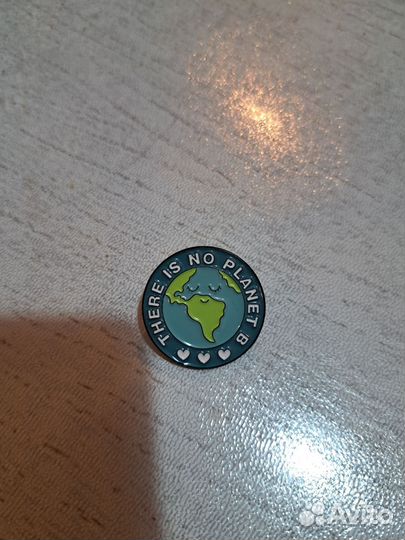 THERE IS NO PLANET B
Avito